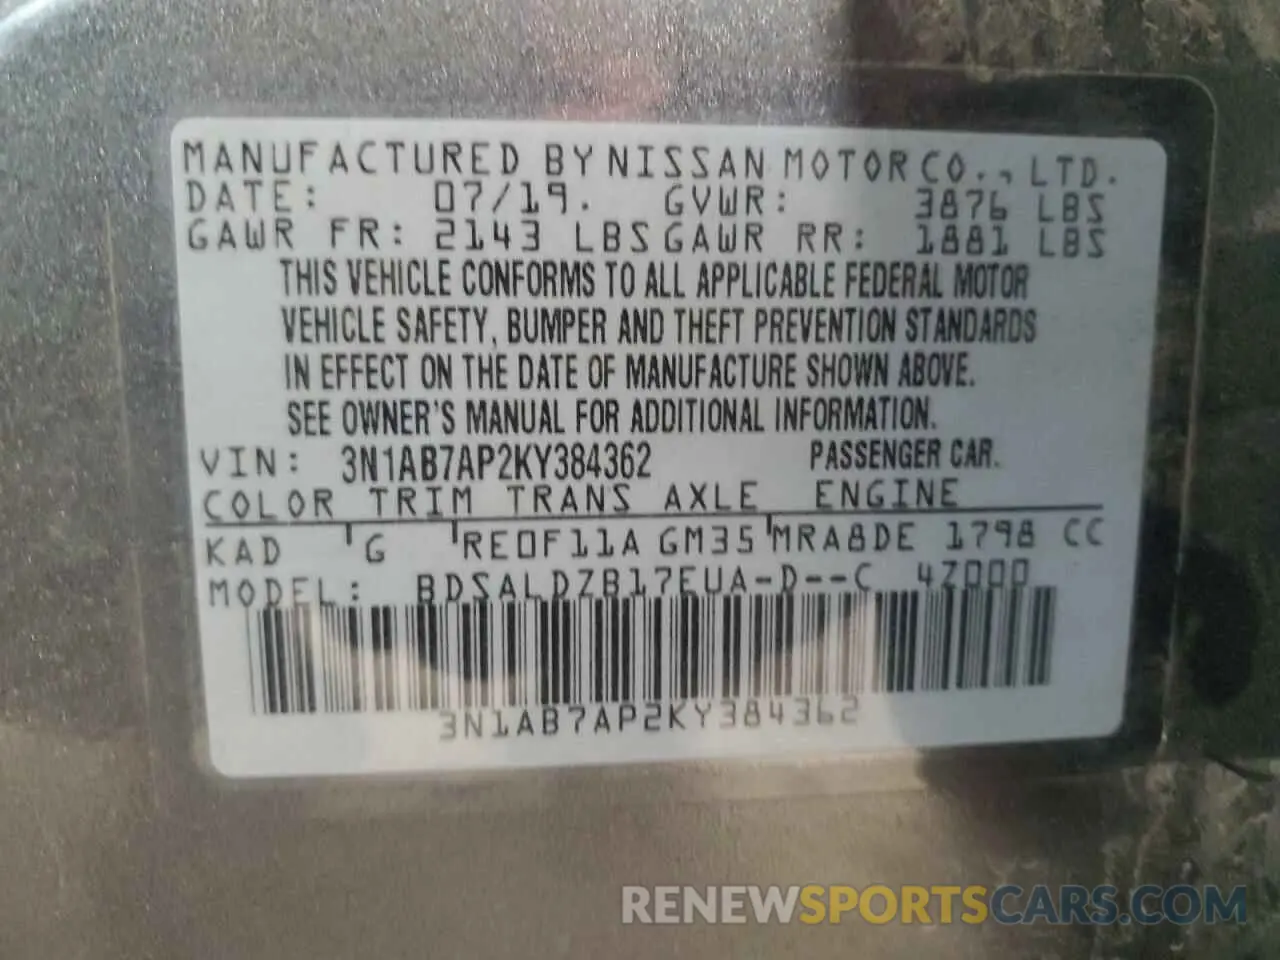 MANUFACTURED BY NISSAN MOTOR CO., LTD.
DATE: 07/19. GVWR: 3876 LBS
GAWR FR: 2143 LBS GAWR RR: 1881 LBS
THIS VEHICLE CONFORMS TO ALL APPLICABLE FEDERAL MOTOR
VEHICLE SAFETY, BUMPER AND THEFT PREVENTION STANDARDS
IN EFFECT ON THE DATE OF MANUFACTURE SHOWN ABOVE.
SEE OWNER'S MANUAL FOR ADDITIONAL INFORMATION.
VIN: 3N1AB7AP2KY384362 PASSENGER CAR.
COLOR TRIM TRANS AXLE ENGINE
KAD G RE0F11A GM35 MRA8DE 1798 CC
MODEL: BDSALDZB17EUA-D--C 4Z000
3N1AB7AP2KY384362
RENEWSPORTSCARS.COM